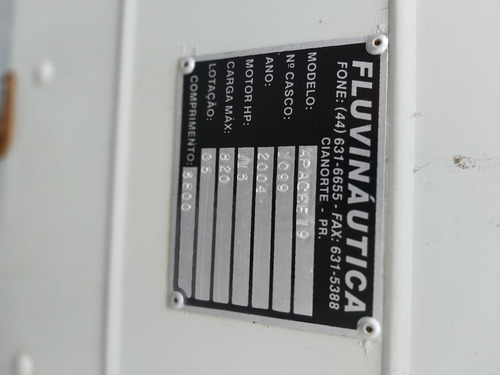 FLUVINÁUTICA
FONE: (44) 631-6655 - FAX: 631-5388
CIANORTE - PR.
MODELO: APACHE 19
Nº CASCO: 1099
ANO: 2004
MOTOR HP:
CARGA MÁX: 820
LOTAÇÃO: 08
COMPRIMENTO: 5800